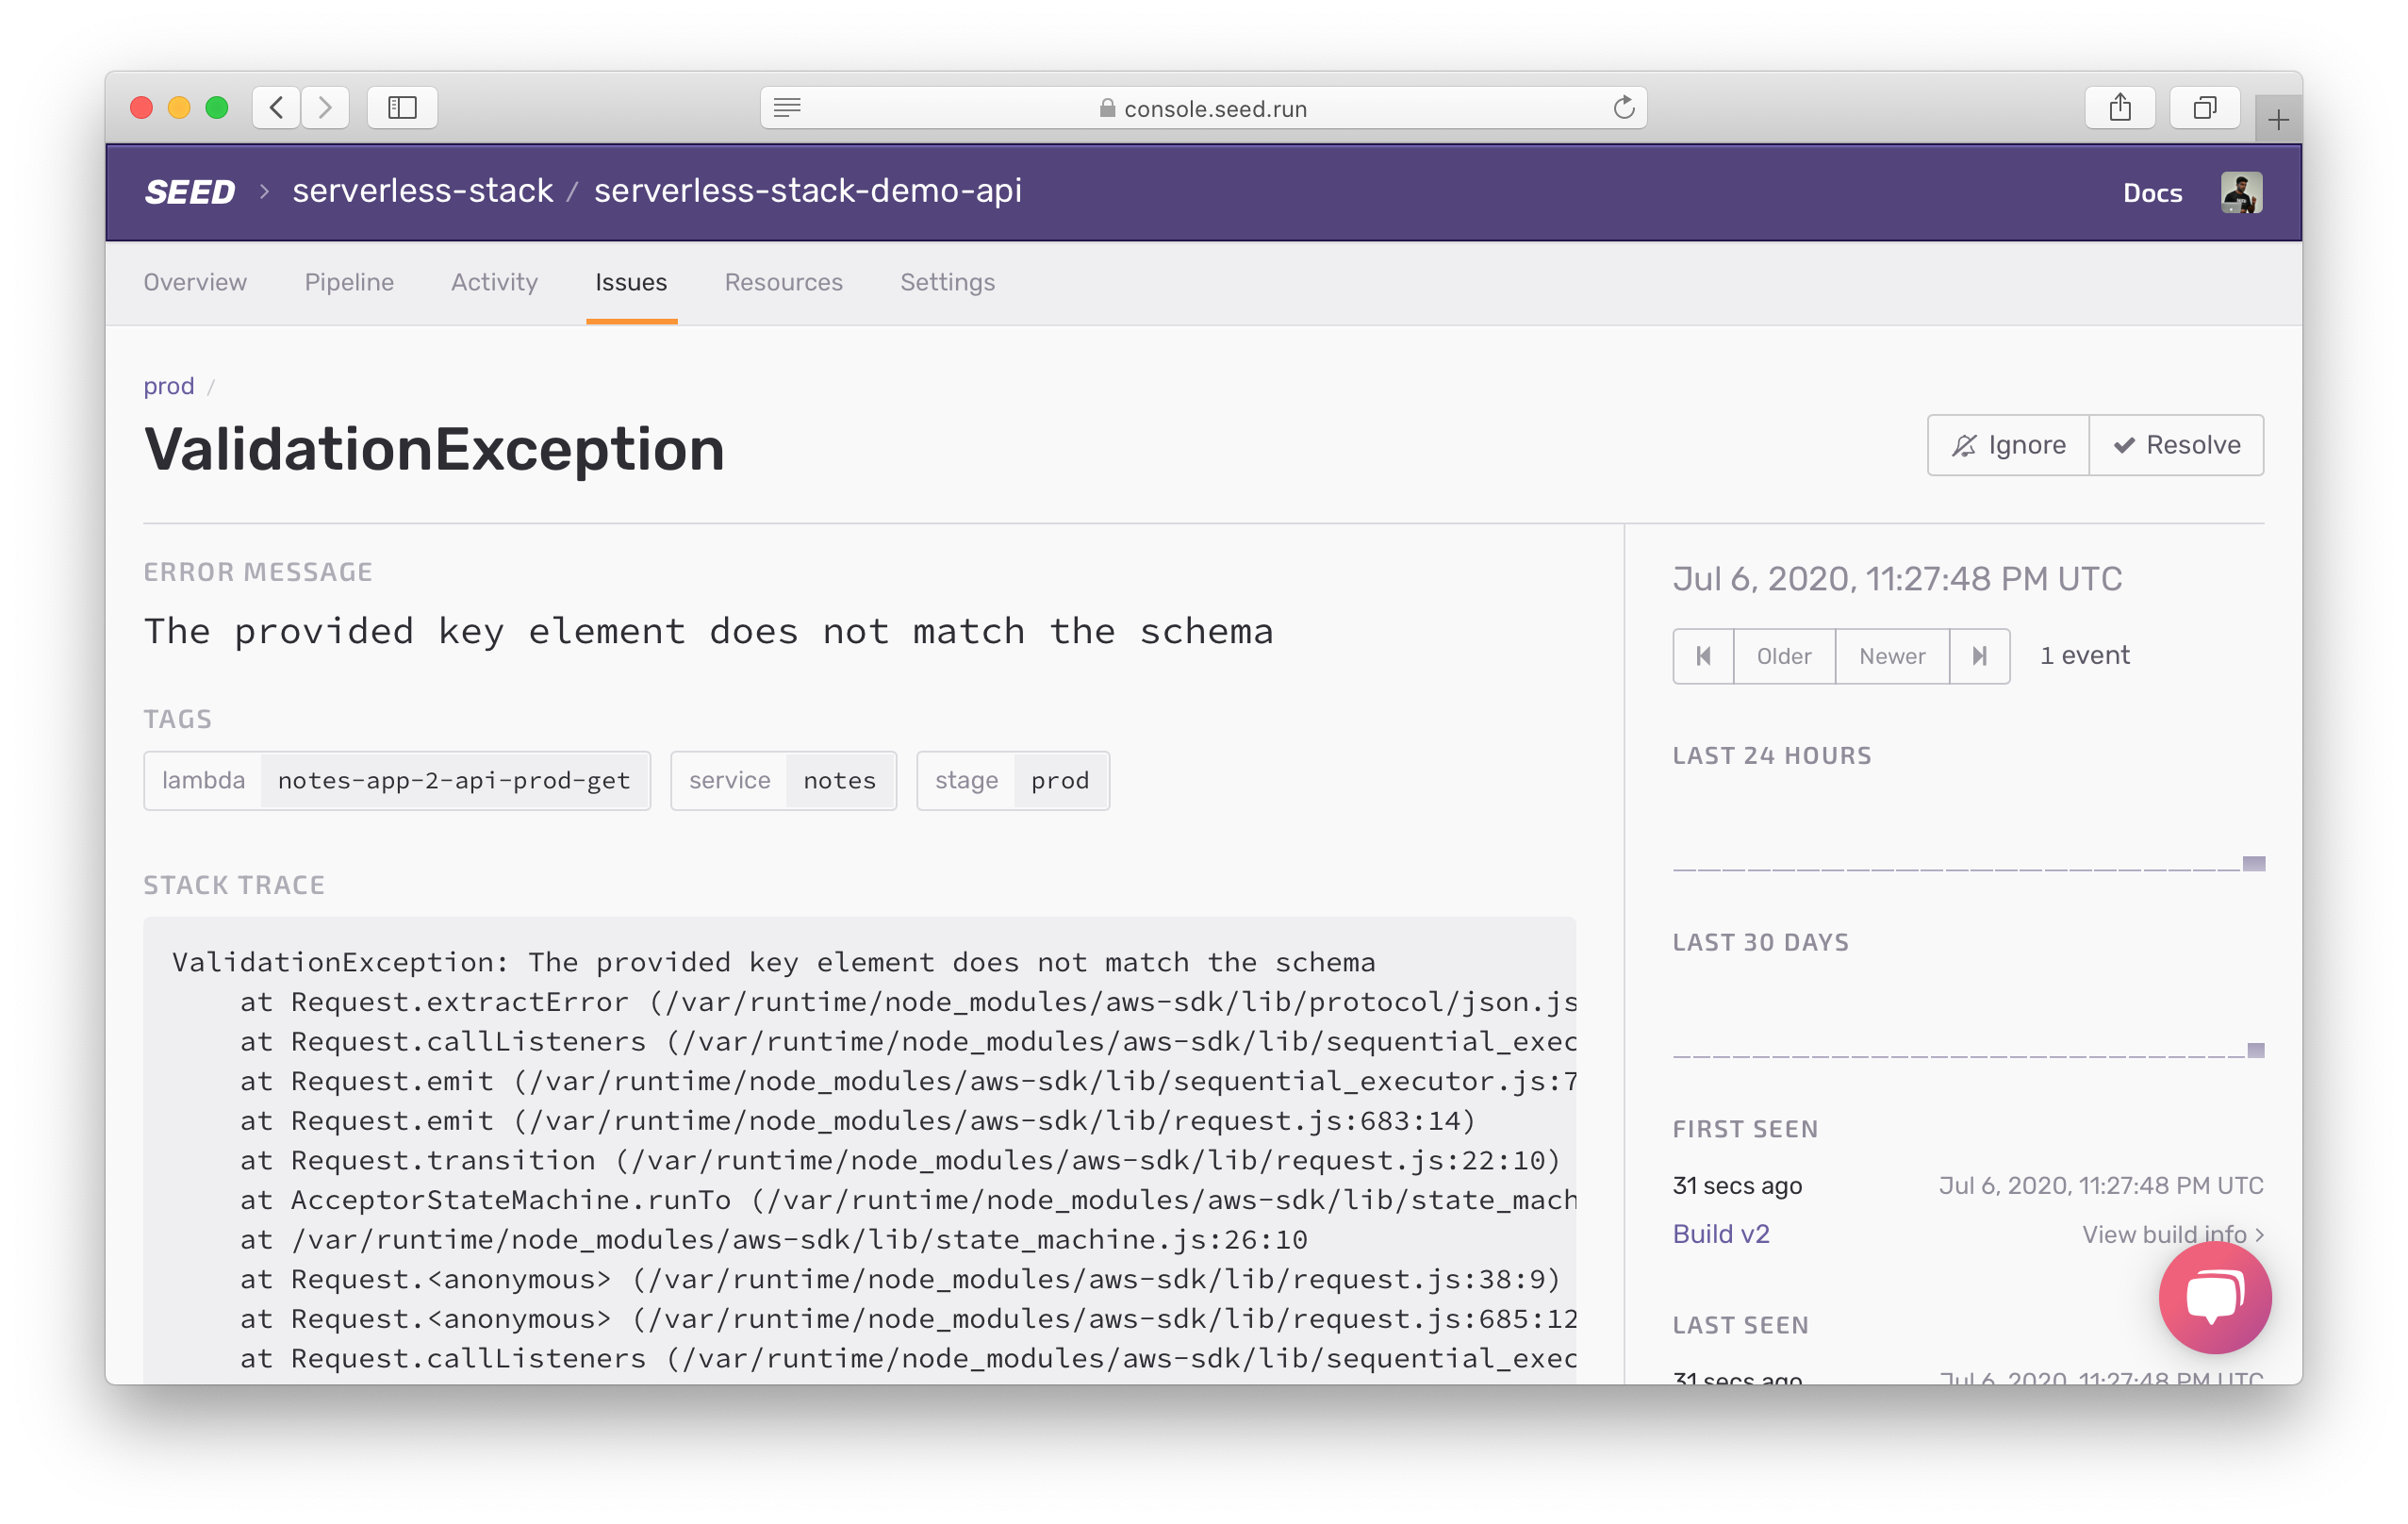 console.seed.run
SEED > serverless-stack / serverless-stack-demo-api
Docs
Overview Pipeline Activity Issues Resources Settings
prod /
ValidationException
Ignore Resolve
ERROR MESSAGE
The provided key element does not match the schema
TAGS
lambda notes-app-2-api-prod-get service notes stage prod
STACK TRACE
ValidationException: The provided key element does not match the schema
at Request.extractError (/var/runtime/node_modules/aws-sdk/lib/protocol/json.js
at Request.callListeners (/var/runtime/node_modules/aws-sdk/lib/sequential_exec
at Request.emit (/var/runtime/node_modules/aws-sdk/lib/sequential_executor.js:7
at Request.emit (/var/runtime/node_modules/aws-sdk/lib/request.js:683:14)
at Request.transition (/var/runtime/node_modules/aws-sdk/lib/request.js:22:10)
at AcceptorStateMachine.runTo (/var/runtime/node_modules/aws-sdk/lib/state_mach
at /var/runtime/node_modules/aws-sdk/lib/state_machine.js:26:10
at Request.<anonymous> (/var/runtime/node_modules/aws-sdk/lib/request.js:38:9)
at Request.<anonymous> (/var/runtime/node_modules/aws-sdk/lib/request.js:685:12
at Request.callListeners (/var/runtime/node_modules/aws-sdk/lib/sequential_exec
Jul 6, 2020, 11:27:48 PM UTC
Older Newer 1 event
LAST 24 HOURS
LAST 30 DAYS
FIRST SEEN
31 secs ago Jul 6, 2020, 11:27:48 PM UTC
Build v2 View build info >
LAST SEEN
31 secs ago Jul 6, 2020, 11:27:48 PM UTC